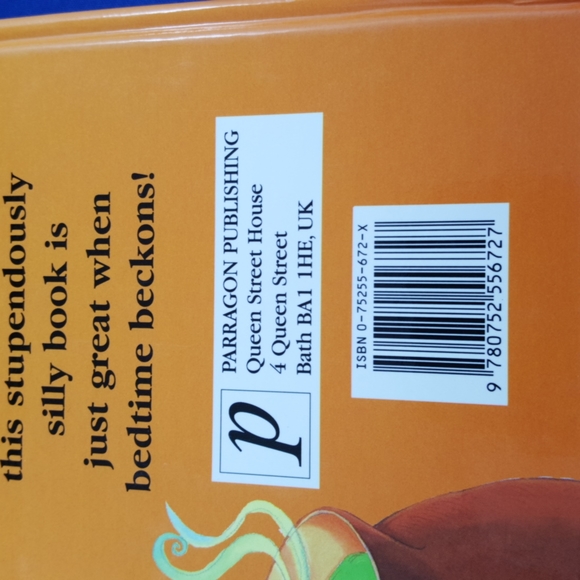 this stupendously
silly book is
just great when
bedtime beckons!
p
PARRAGON PUBLISHING
Queen Street House
4 Queen Street
Bath BA1 1HE, UK
ISBN 0-75255-672-X
9 780752 556727